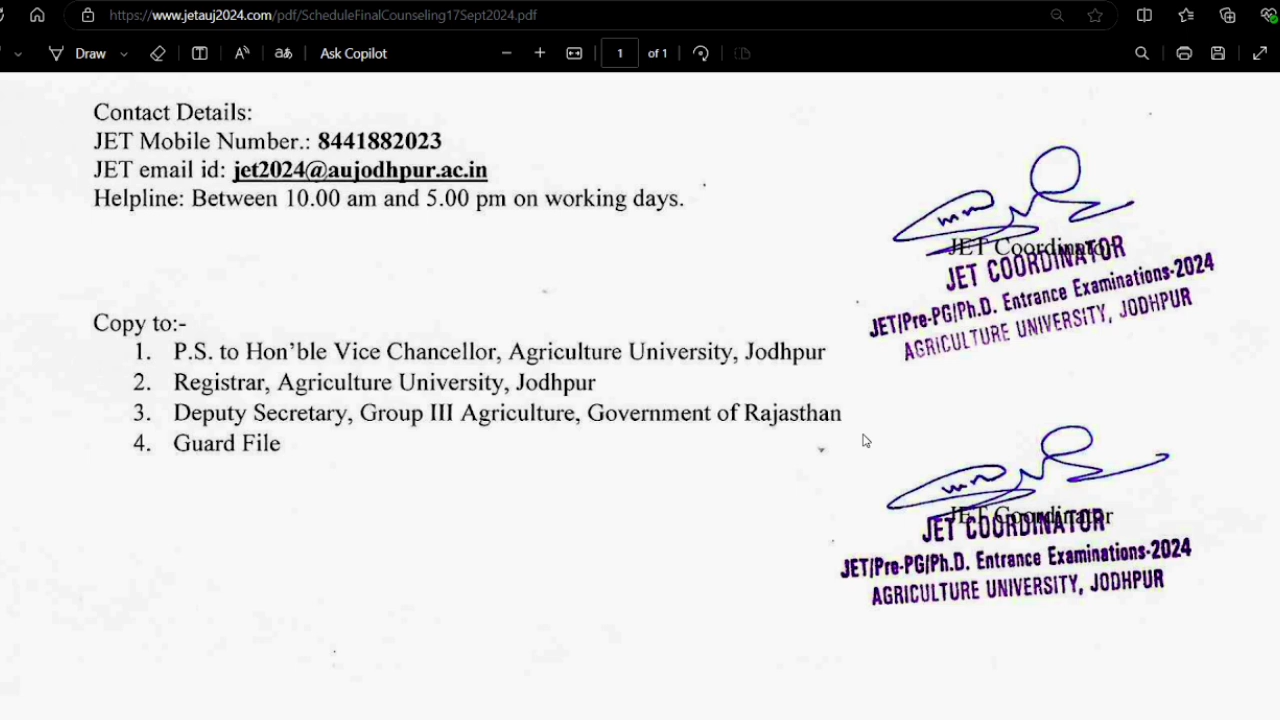 https://www.jetauj2024.com/pdf/ScheduleFinalCounseling17Sept2024.pdf
Draw
Ask Copilot
1 of 1
Contact Details:
JET Mobile Number.: 8441882023
JET email id: jet2024@aujodhpur.ac.in
Helpline: Between 10.00 am and 5.00 pm on working days.
JET Coordinator
JET COORDINATOR
JET/Pre-PG/Ph.D. Entrance Examinations-2024
AGRICULTURE UNIVERSITY, JODHPUR
Copy to:-
1. P.S. to Hon'ble Vice Chancellor, Agriculture University, Jodhpur
2. Registrar, Agriculture University, Jodhpur
3. Deputy Secretary, Group III Agriculture, Government of Rajasthan
4. Guard File
JET Coordinator
JET COORDINATOR
JET/Pre-PG/Ph.D. Entrance Examinations-2024
AGRICULTURE UNIVERSITY, JODHPUR